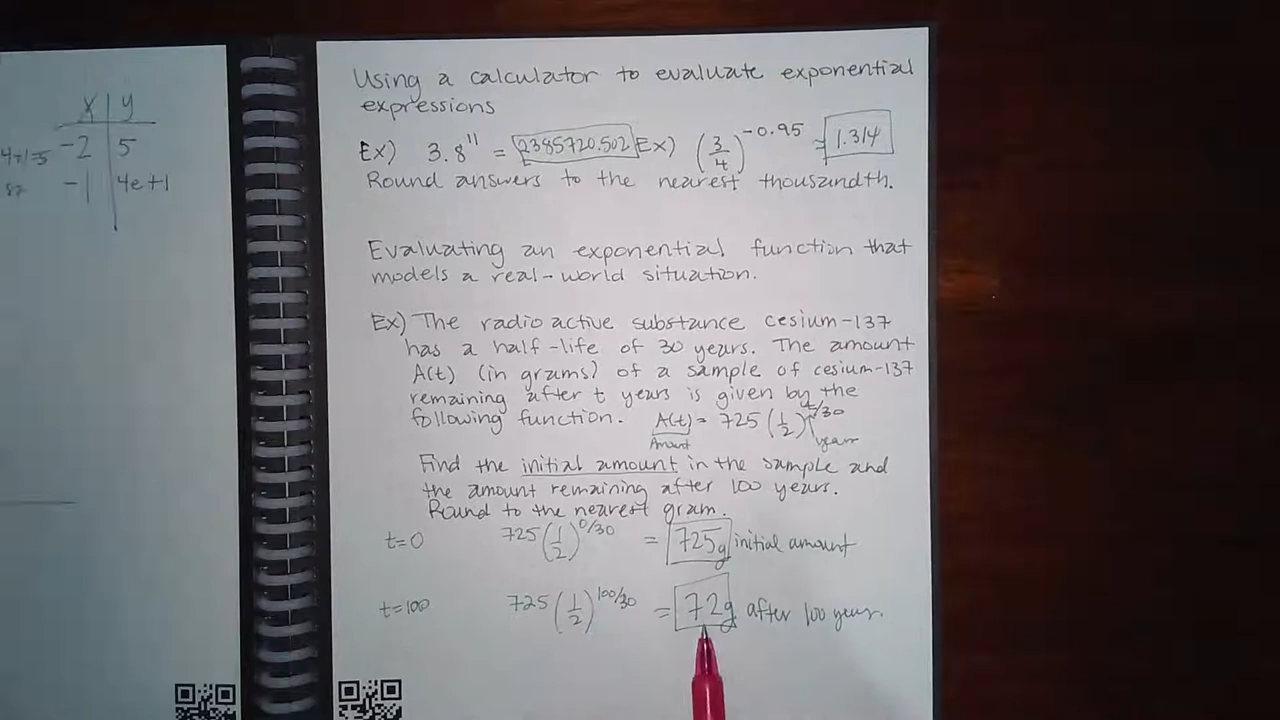 x | y
4+1=5 -2 | 5
-1 | 4e+1
Using a calculator to evaluate exponential
expressions
Ex) 3.8^11 = 2385720.502 Ex) (3/4)^-0.95 = 1.314
Round answers to the nearest thousandth.
Evaluating an exponential function that
models a real-world situation.
Ex) The radioactive substance cesium-137
has a half-life of 30 years. The amount
A(t) (in grams) of a sample of cesium-137
remaining after t years is given by the
following function. A(t) = 725(1/2)^t/30
Amount years
Find the initial amount in the sample and
the amount remaining after 100 years.
Round to the nearest gram.
t=0 725(1/2)^0/30 = 725g initial amount
t=100 725(1/2)^100/30 = 72g after 100 years.